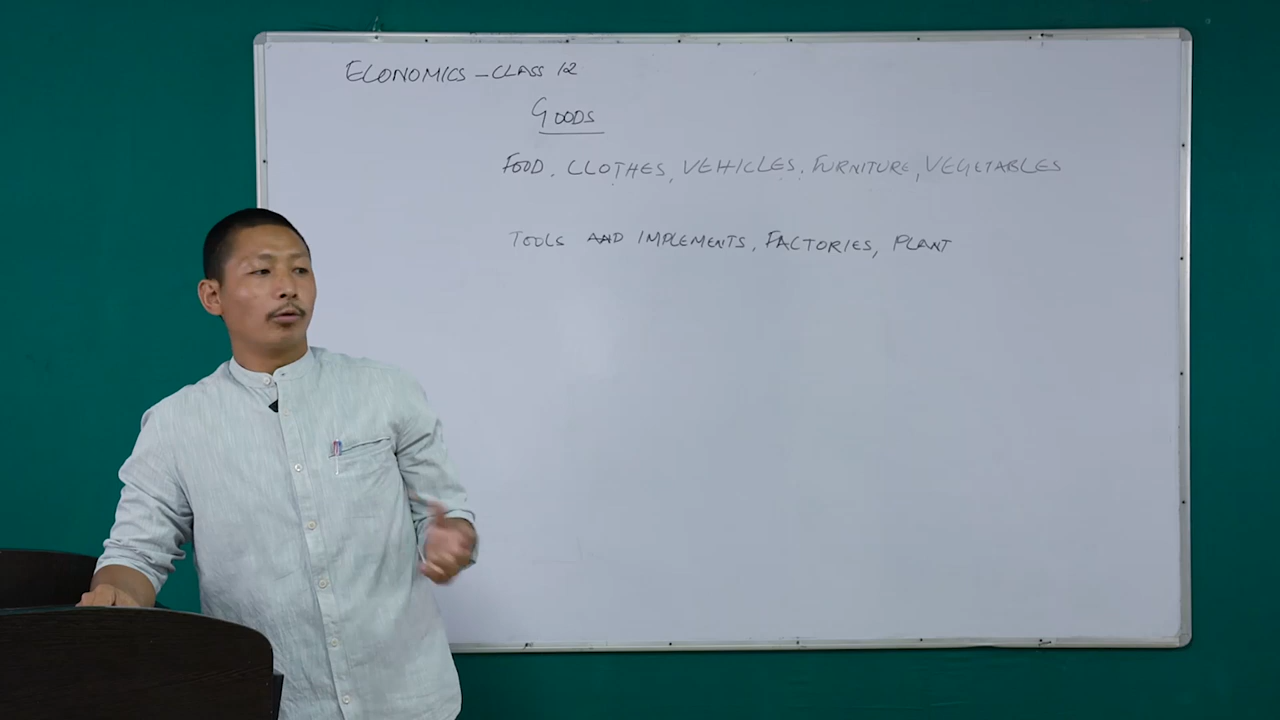 ECONOMICS - CLASS 12
GOODS
FOOD, CLOTHES, VEHICLES, FURNITURE, VEGETABLES
TOOLS AND IMPLEMENTS, FACTORIES, PLANT